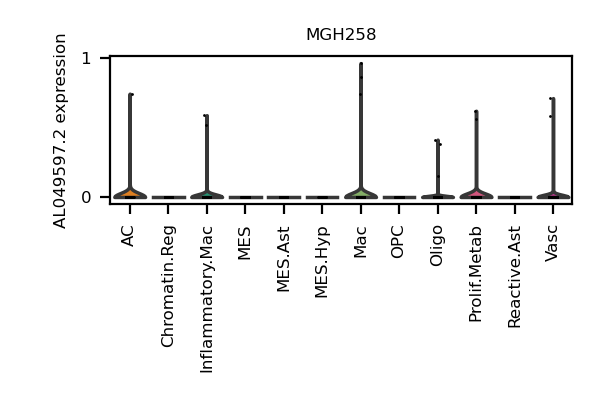 MGH258
AL049597.2 expression
1
0
AC
Chromatin.Reg
Inflammatory.Mac
MES
MES.Ast
MES.Hyp
Mac
OPC
Oligo
Prolif.Metab
Reactive.Ast
Vasc